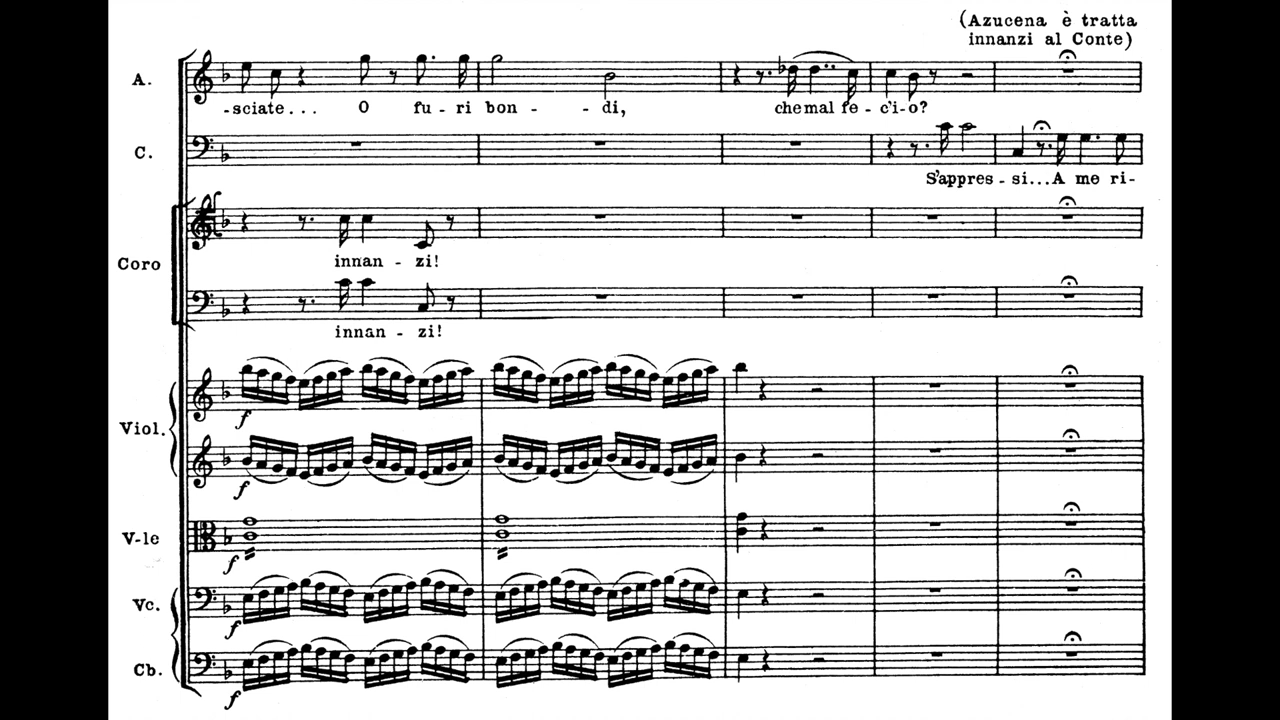 (Azucena è tratta
innanzi al Conte)
A.
-sciate... O fu-ri bon- -di, che mal fe-c'i-o?
C.
S'appres-si...A me ri-
Coro
innan-zi!
innan-zi!
Viol.
f
f
V-le
f
Vc.
f
Cb.
f